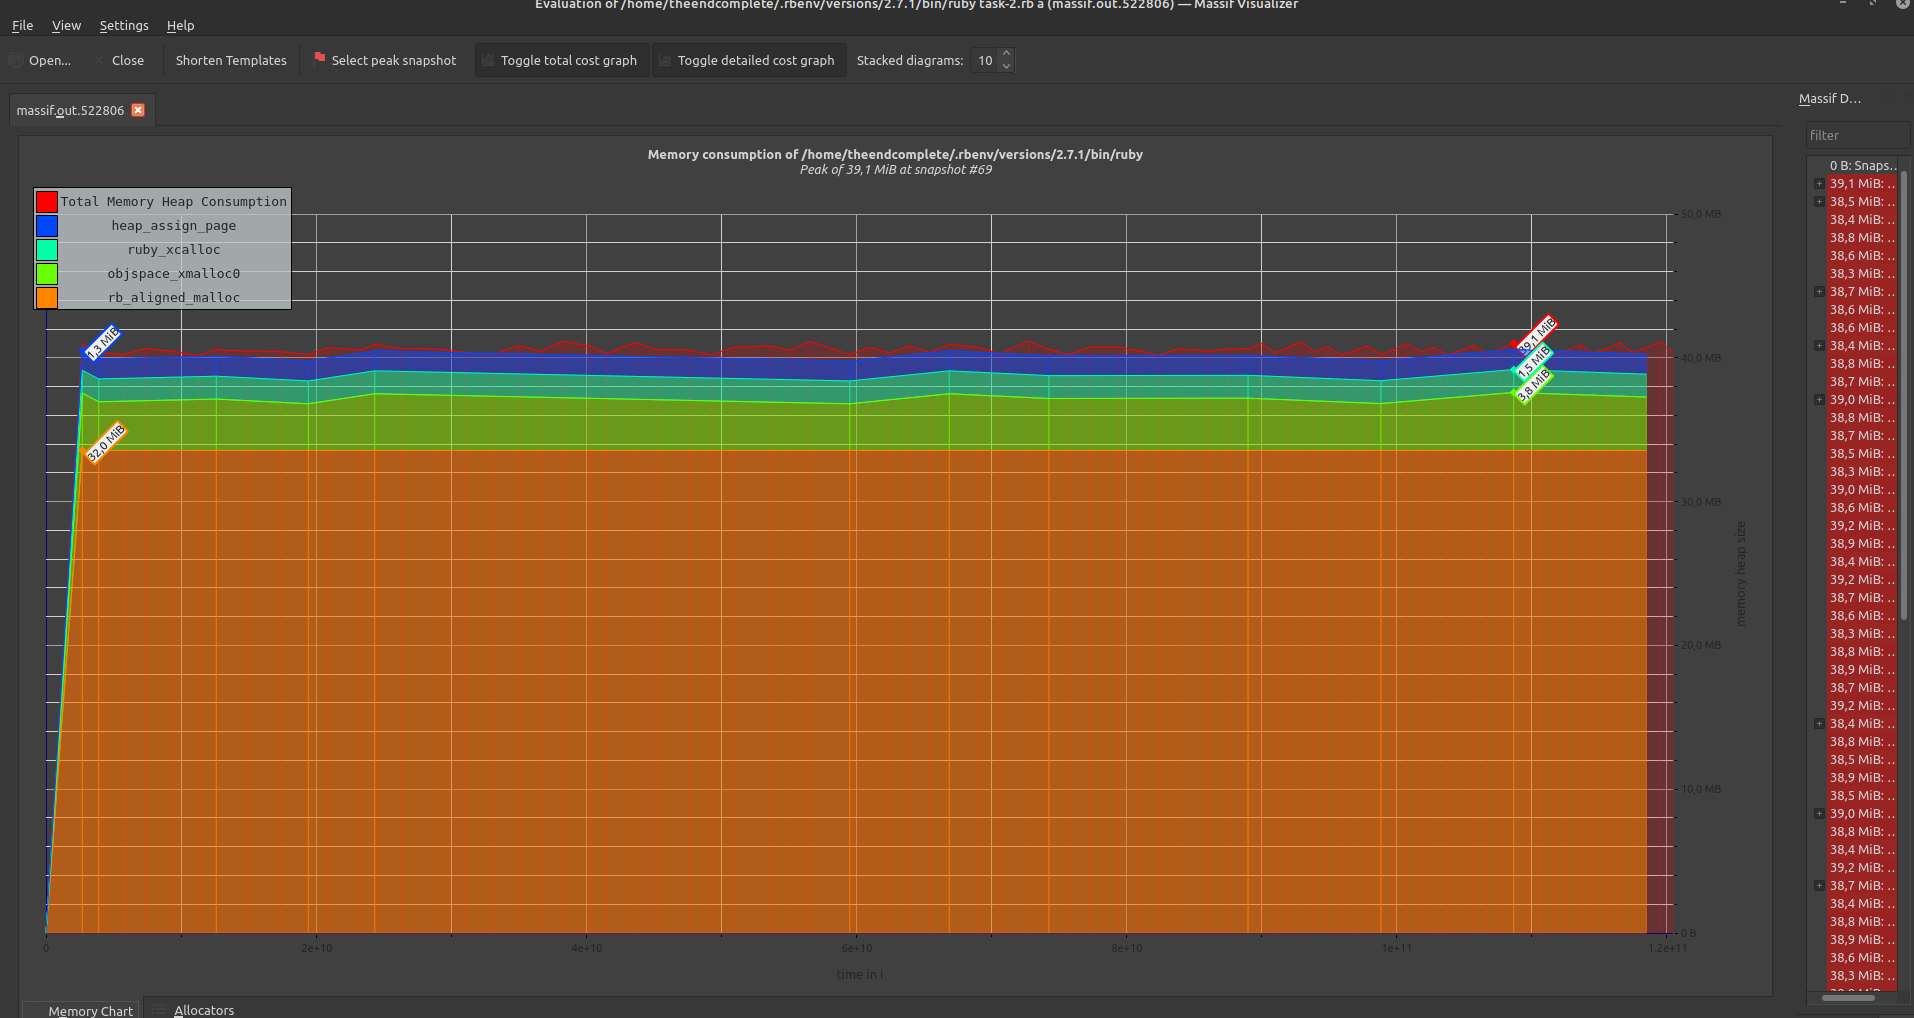 Evaluation of /home/theendcomplete/.rbenv/versions/2.7.1/bin/ruby task-2.rb a (massif.out.522806) — Massif Visualizer
File View Settings Help
Open... Close Shorten Templates Select peak snapshot Toggle total cost graph Toggle detailed cost graph Stacked diagrams: 10
massif.out.522806
Memory consumption of /home/theendcomplete/.rbenv/versions/2.7.1/bin/ruby
Peak of 39,1 MiB at snapshot #69
Total Memory Heap Consumption
heap_assign_page
ruby_xcalloc
objspace_xmalloc0
rb_aligned_malloc
1,3 MiB
32,0 MiB
39,1 MiB
1,5 MiB
3,8 MiB
50,0 MB
40,0 MB
30,0 MB
20,0 MB
10,0 MB
0 B
memory heap size
0 2e+10 4e+10 6e+10 8e+10 1e+11 1.2e+11
time in i
Memory Chart Allocators
Massif D...
filter
0 B: Snaps...
39,1 MiB: ...
38,5 MiB: ...
38,4 MiB: ...
38,8 MiB: ...
38,6 MiB: ...
38,3 MiB: ...
38,7 MiB: ...
38,6 MiB: ...
38,6 MiB: ...
38,4 MiB: ...
38,8 MiB: ...
38,7 MiB: ...
39,0 MiB: ...
38,8 MiB: ...
38,7 MiB: ...
38,5 MiB: ...
38,3 MiB: ...
39,0 MiB: ...
38,6 MiB: ...
39,2 MiB: ...
38,9 MiB: ...
38,4 MiB: ...
39,2 MiB: ...
38,7 MiB: ...
38,6 MiB: ...
38,3 MiB: ...
38,8 MiB: ...
38,9 MiB: ...
38,7 MiB: ...
39,2 MiB: ...
38,4 MiB: ...
38,8 MiB: ...
38,5 MiB: ...
38,9 MiB: ...
38,5 MiB: ...
39,0 MiB: ...
38,8 MiB: ...
38,4 MiB: ...
39,2 MiB: ...
38,7 MiB: ...
38,4 MiB: ...
38,8 MiB: ...
38,9 MiB: ...
38,6 MiB: ...
38,3 MiB: ...